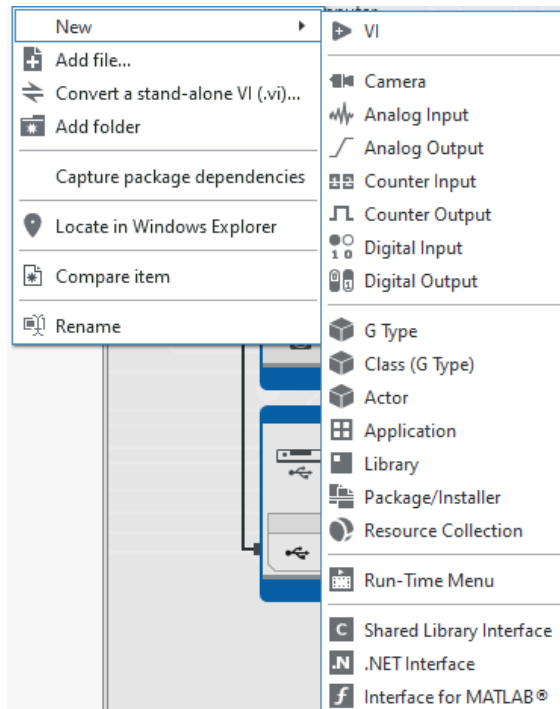 New
Add file...
Convert a stand-alone VI (.vi)...
Add folder
Capture package dependencies
Locate in Windows Explorer
Compare item
Rename
VI
Camera
Analog Input
Analog Output
Counter Input
Counter Output
Digital Input
Digital Output
G Type
Class (G Type)
Actor
Application
Library
Package/Installer
Resource Collection
Run-Time Menu
C Shared Library Interface
.N .NET Interface
f Interface for MATLAB®